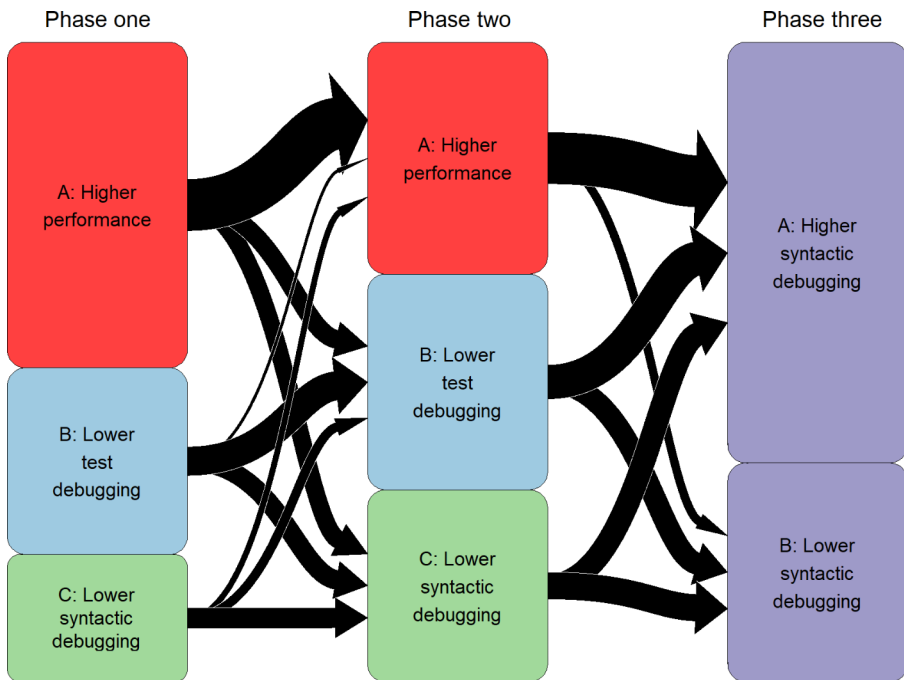 Phase one
Phase two
Phase three
A: Higher
performance
B: Lower
test
debugging
C: Lower
syntactic
debugging
A: Higher
performance
B: Lower
test
debugging
C: Lower
syntactic
debugging
A: Higher
syntactic
debugging
B: Lower
syntactic
debugging